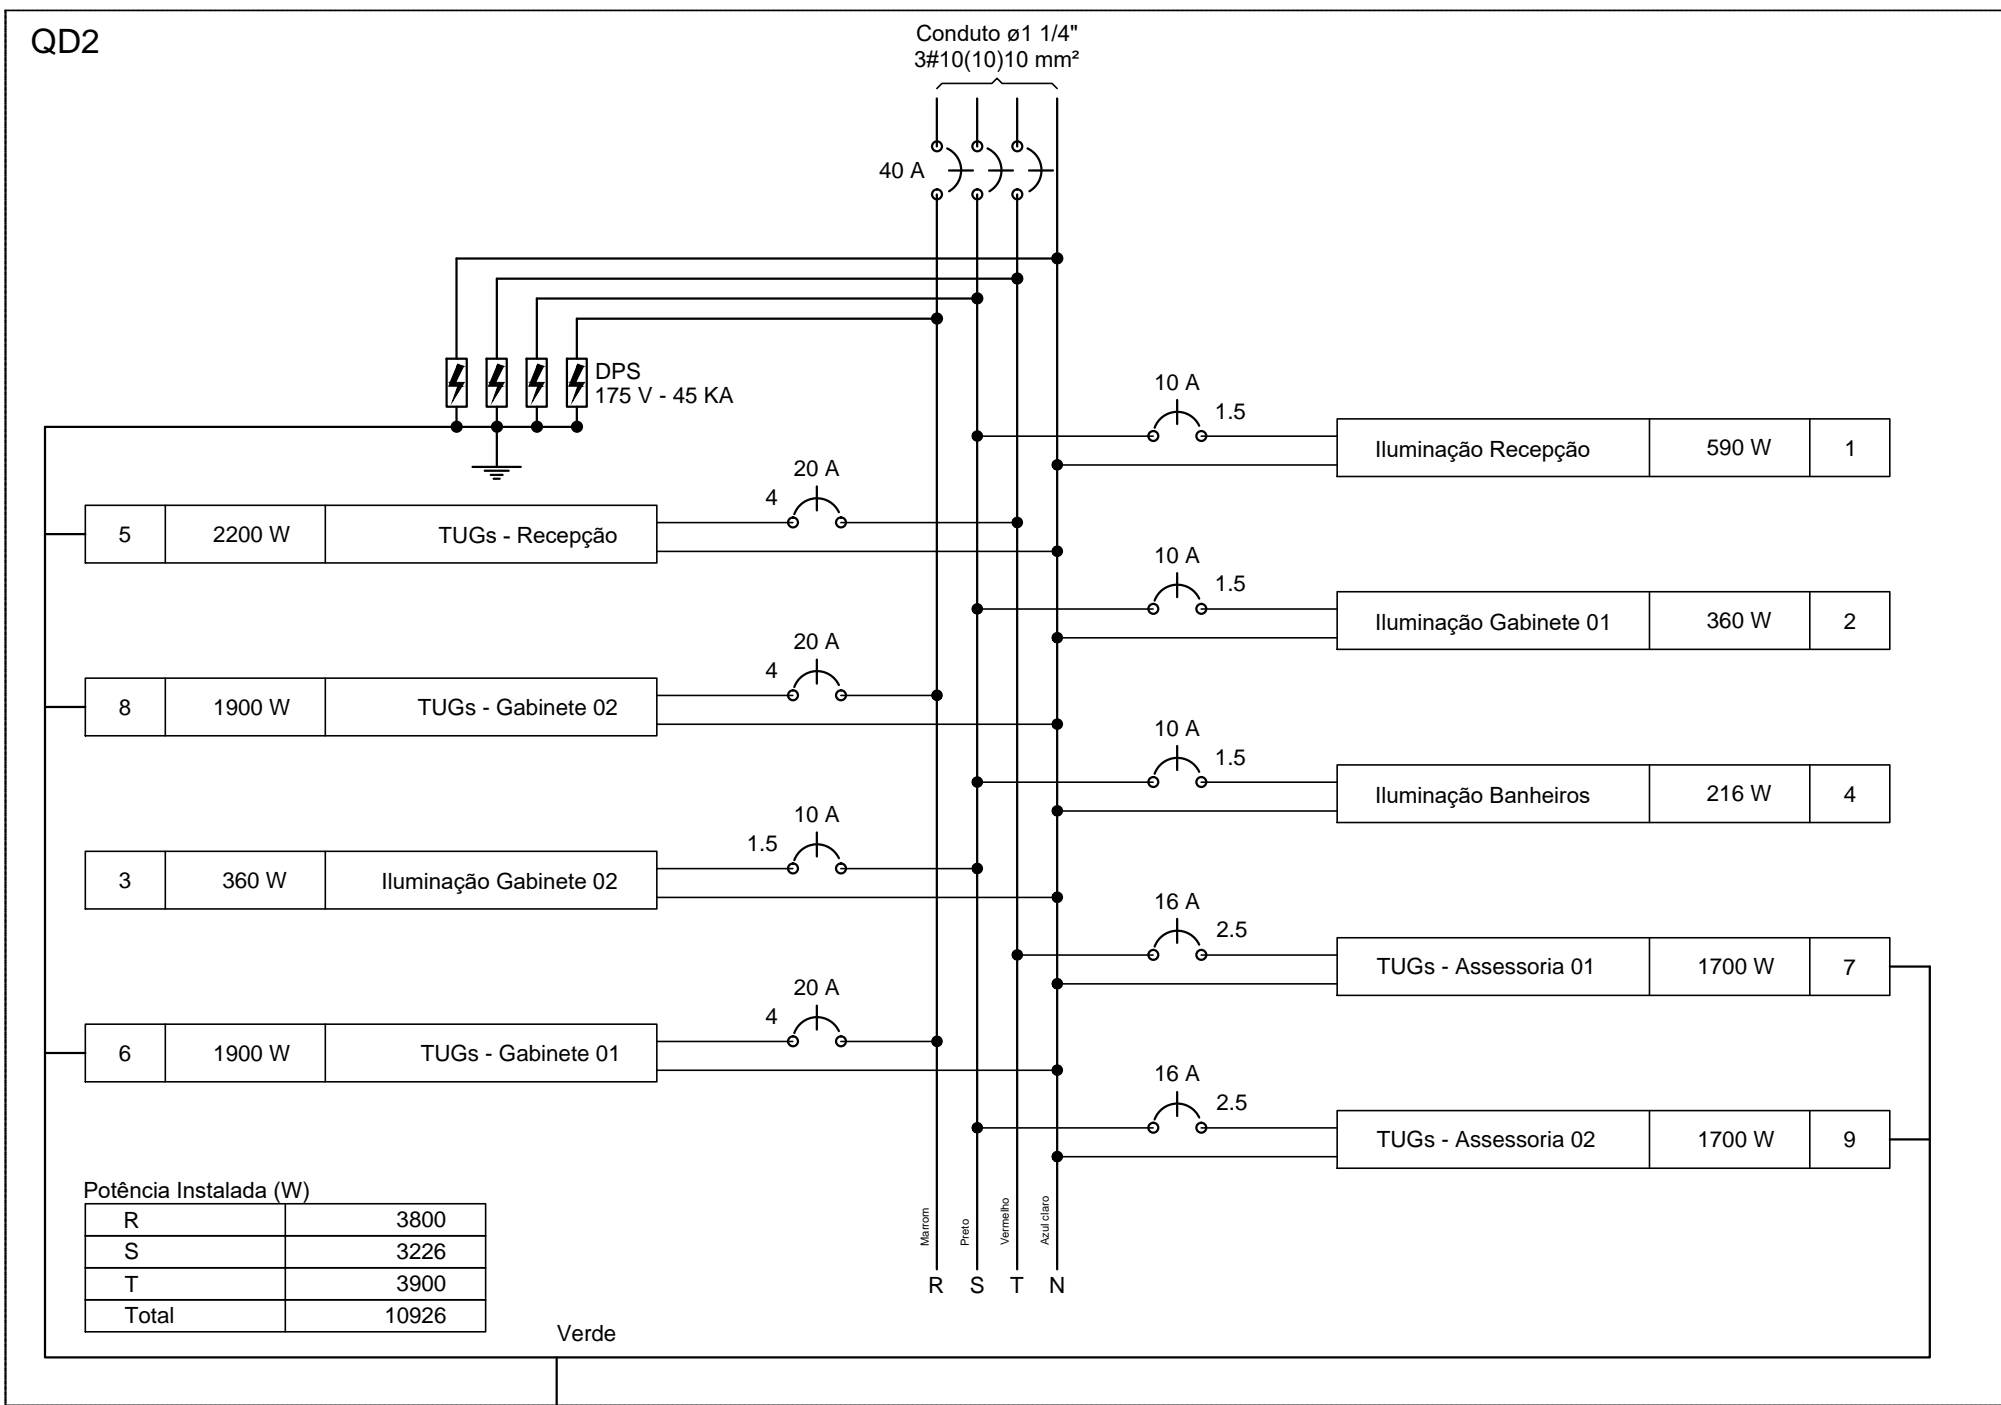 QD2
Conduto ø1 1/4"
3#10(10)10 mm²
40 A
DPS
175 V - 45 KA
10 A
1.5
Iluminação Recepção 590 W 1
20 A
4
5 2200 W TUGs - Recepção
10 A
1.5
Iluminação Gabinete 01 360 W 2
20 A
4
8 1900 W TUGs - Gabinete 02
10 A
1.5
Iluminação Banheiros 216 W 4
10 A
1.5
3 360 W Iluminação Gabinete 02
16 A
2.5
TUGs - Assessoria 01 1700 W 7
20 A
4
6 1900 W TUGs - Gabinete 01
16 A
2.5
TUGs - Assessoria 02 1700 W 9
Potência Instalada (W)
R 3800
S 3226
T 3900
Total 10926
Marrom
Preto
Vermelho
Azul claro
R S T N
Verde